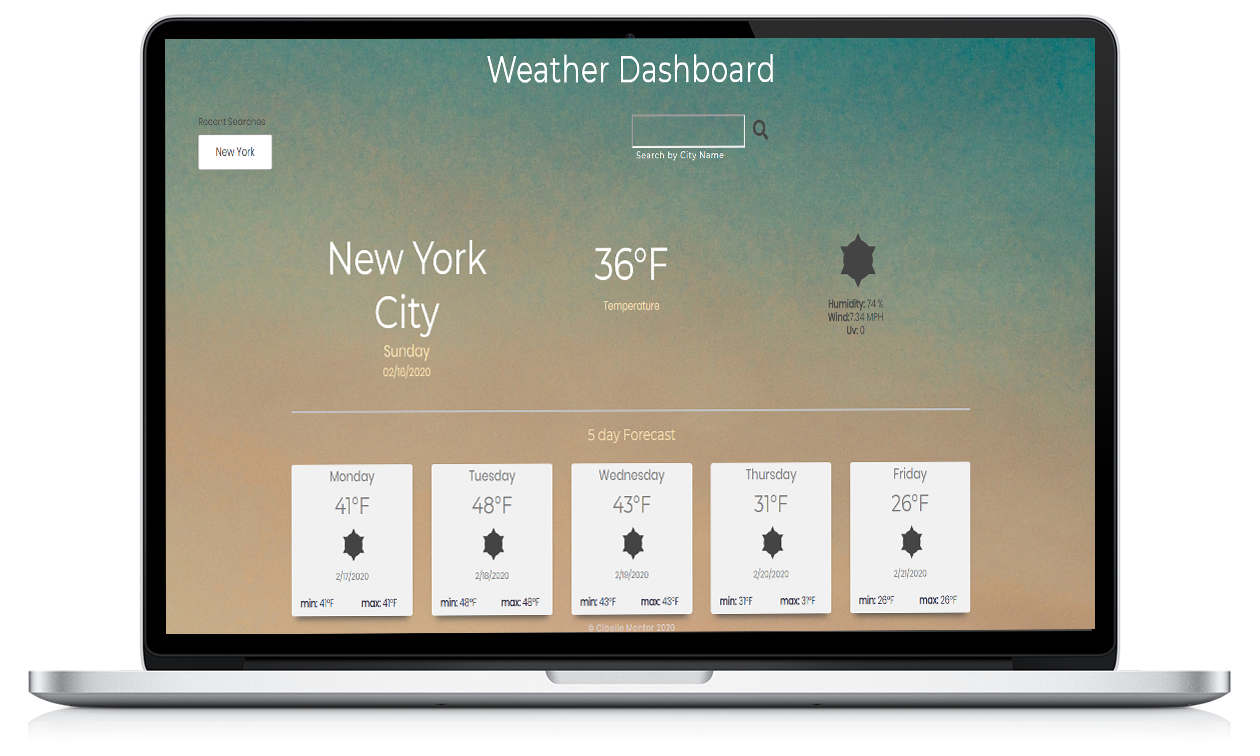 Weather Dashboard
Recent Searches
New York
Search by City Name
New York
City
Sunday
02/16/2020
36°F
Temperature
Humidity: 74 %
Wind:7.34 MPH
Uv: 0
5 day Forecast
Monday
41°F
2/17/2020
min: 41°F max: 41°F
Tuesday
48°F
2/18/2020
min: 48°F max: 48°F
Wednesday
43°F
2/19/2020
min: 43°F max: 43°F
Thursday
31°F
2/20/2020
min: 31°F max: 31°F
Friday
26°F
2/21/2020
min: 26°F max: 26°F
© Cibelle Montor 2020